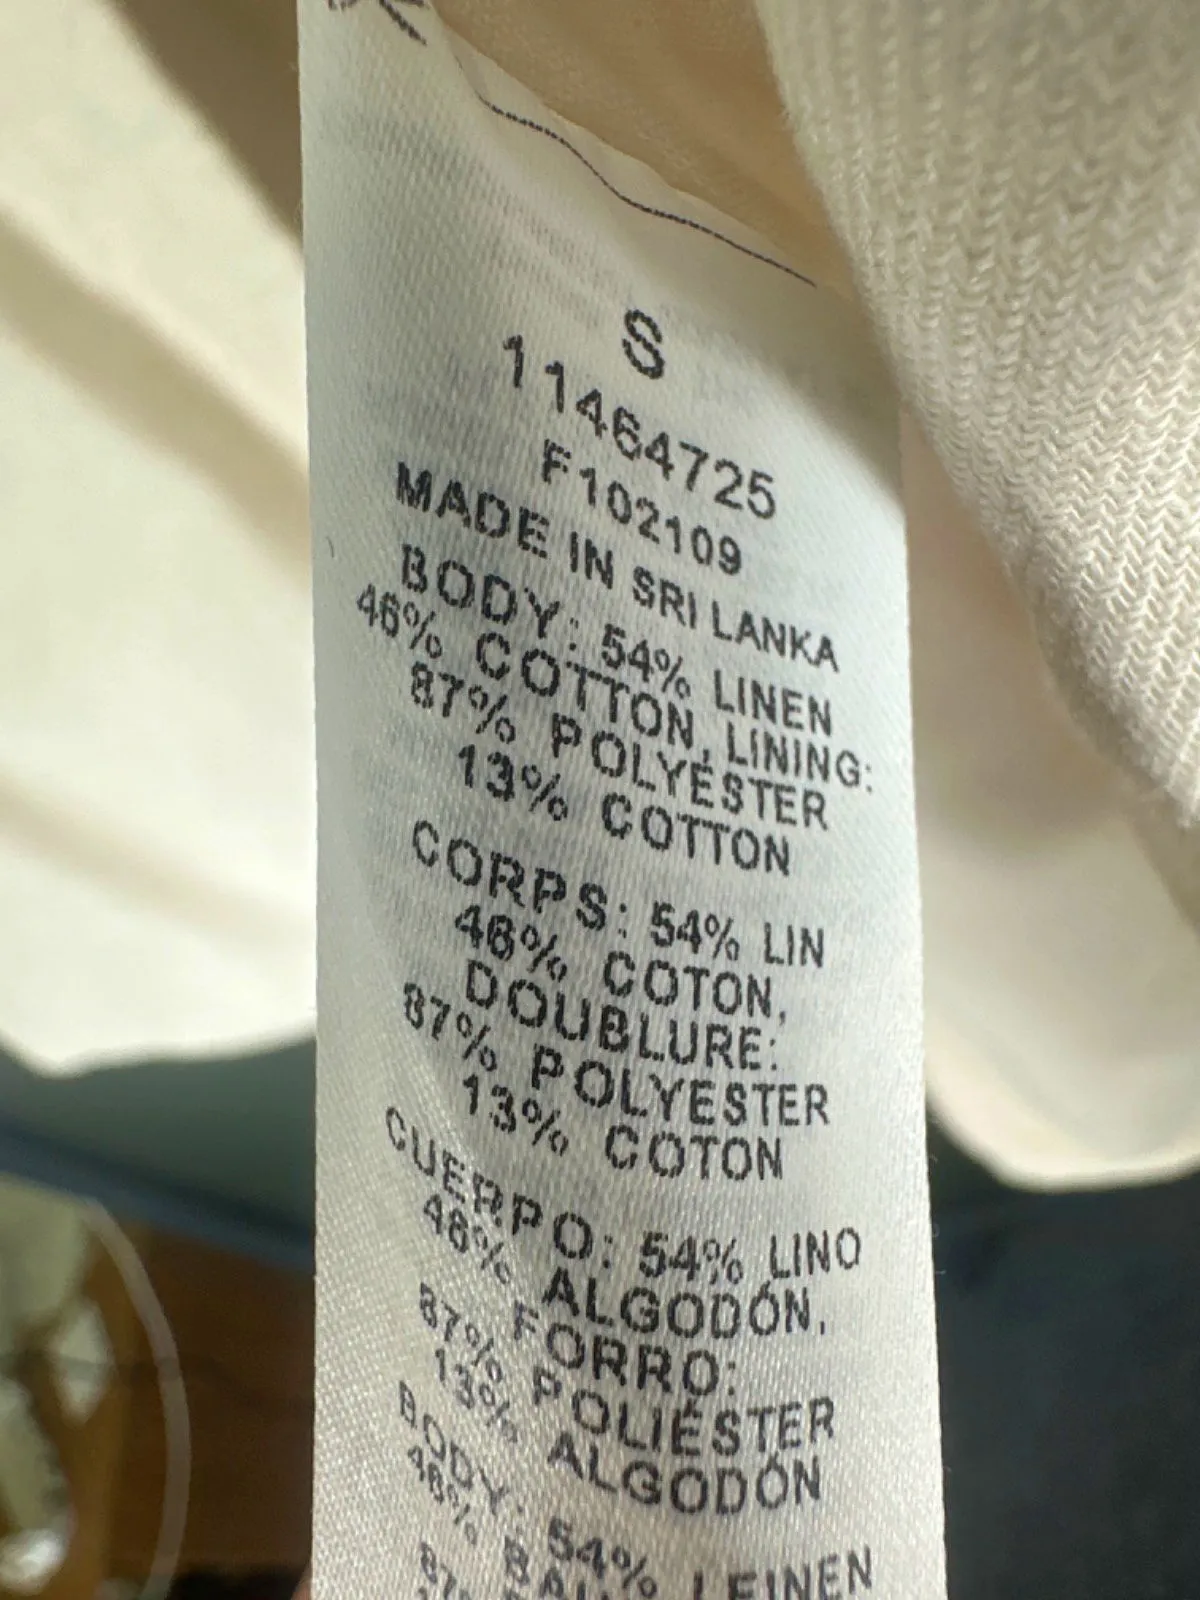 S
11464725
F102109
MADE IN SRI LANKA
BODY: 54% LINEN
46% COTTON, LINING:
87% POLYESTER
13% COTTON
CORPS: 54% LIN
46% COTON,
DOUBLURE:
87% POLYESTER
13% COTON
CUERPO: 54% LINO
46% ALGODÓN,
FORRO:
87% POLIÉSTER
13% ALGODÓN
BODY: 54% LEINEN
46%
87%